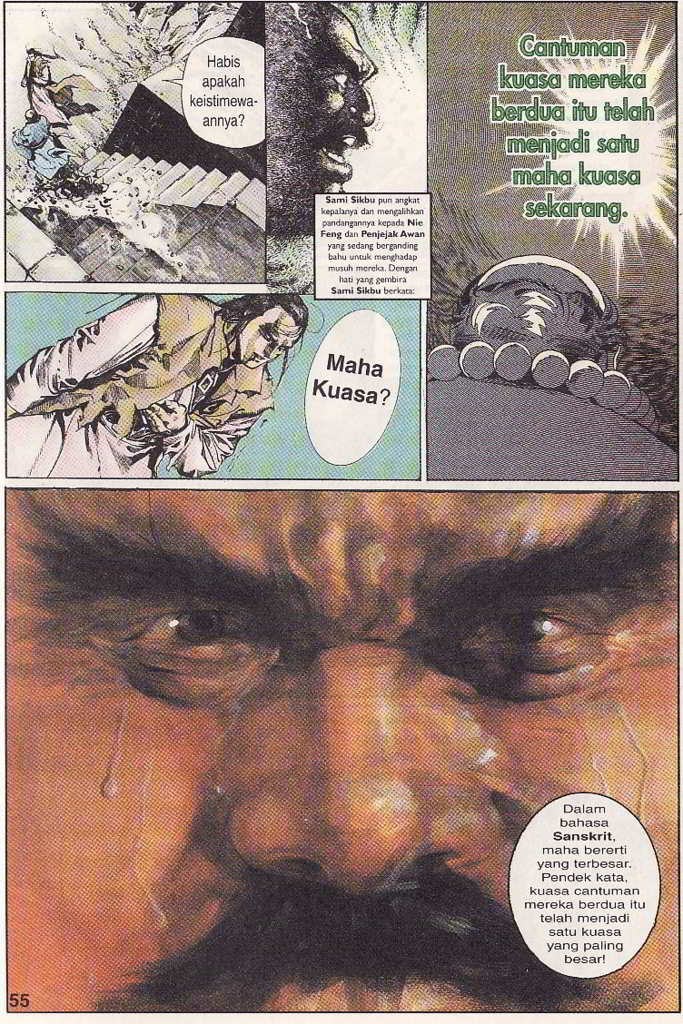 Habis
apakah
keistimewa-
annya?
Sami Sikbu pun angkat
kepalanya dan mengalihkan
pandangannya kepada Nie
Feng dan Penjejak Awan
yang sedang berganding
bahu untuk menghadap
musuh mereka. Dengan
hati yang gembira
Sami Sikbu berkata:
Cantuman
kuasa mereka
berdua itu telah
menjadi satu
maha kuasa
sekarang.
Maha
Kuasa?
Dalam
bahasa
Sanskrit,
maha bererti
yang terbesar.
Pendek kata,
kuasa cantuman
mereka berdua itu
telah menjadi
satu kuasa
yang paling
besar!
55